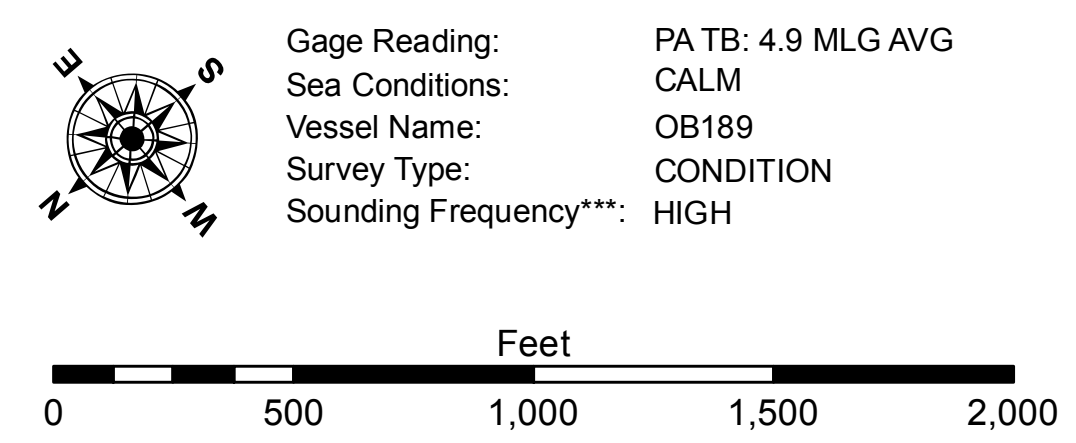 E S
N W
Gage Reading: PA TB: 4.9 MLG AVG
Sea Conditions: CALM
Vessel Name: OB189
Survey Type: CONDITION
Sounding Frequency***: HIGH
Feet
0 500 1,000 1,500 2,000